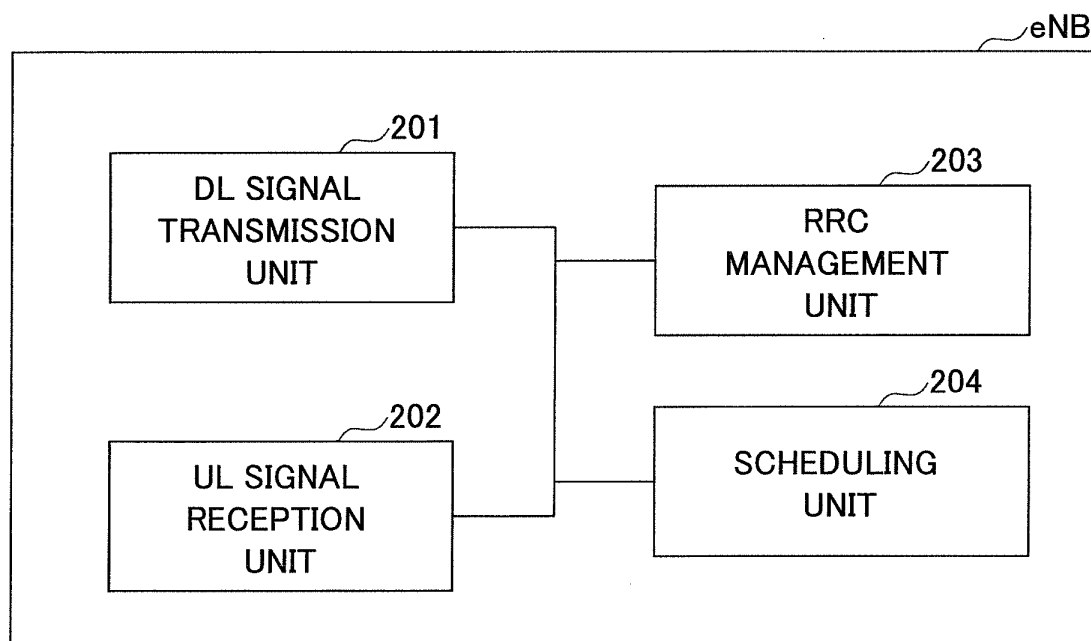 eNB
201
DL SIGNAL
TRANSMISSION
UNIT
203
RRC
MANAGEMENT
UNIT
202
UL SIGNAL
RECEPTION
UNIT
204
SCHEDULING
UNIT